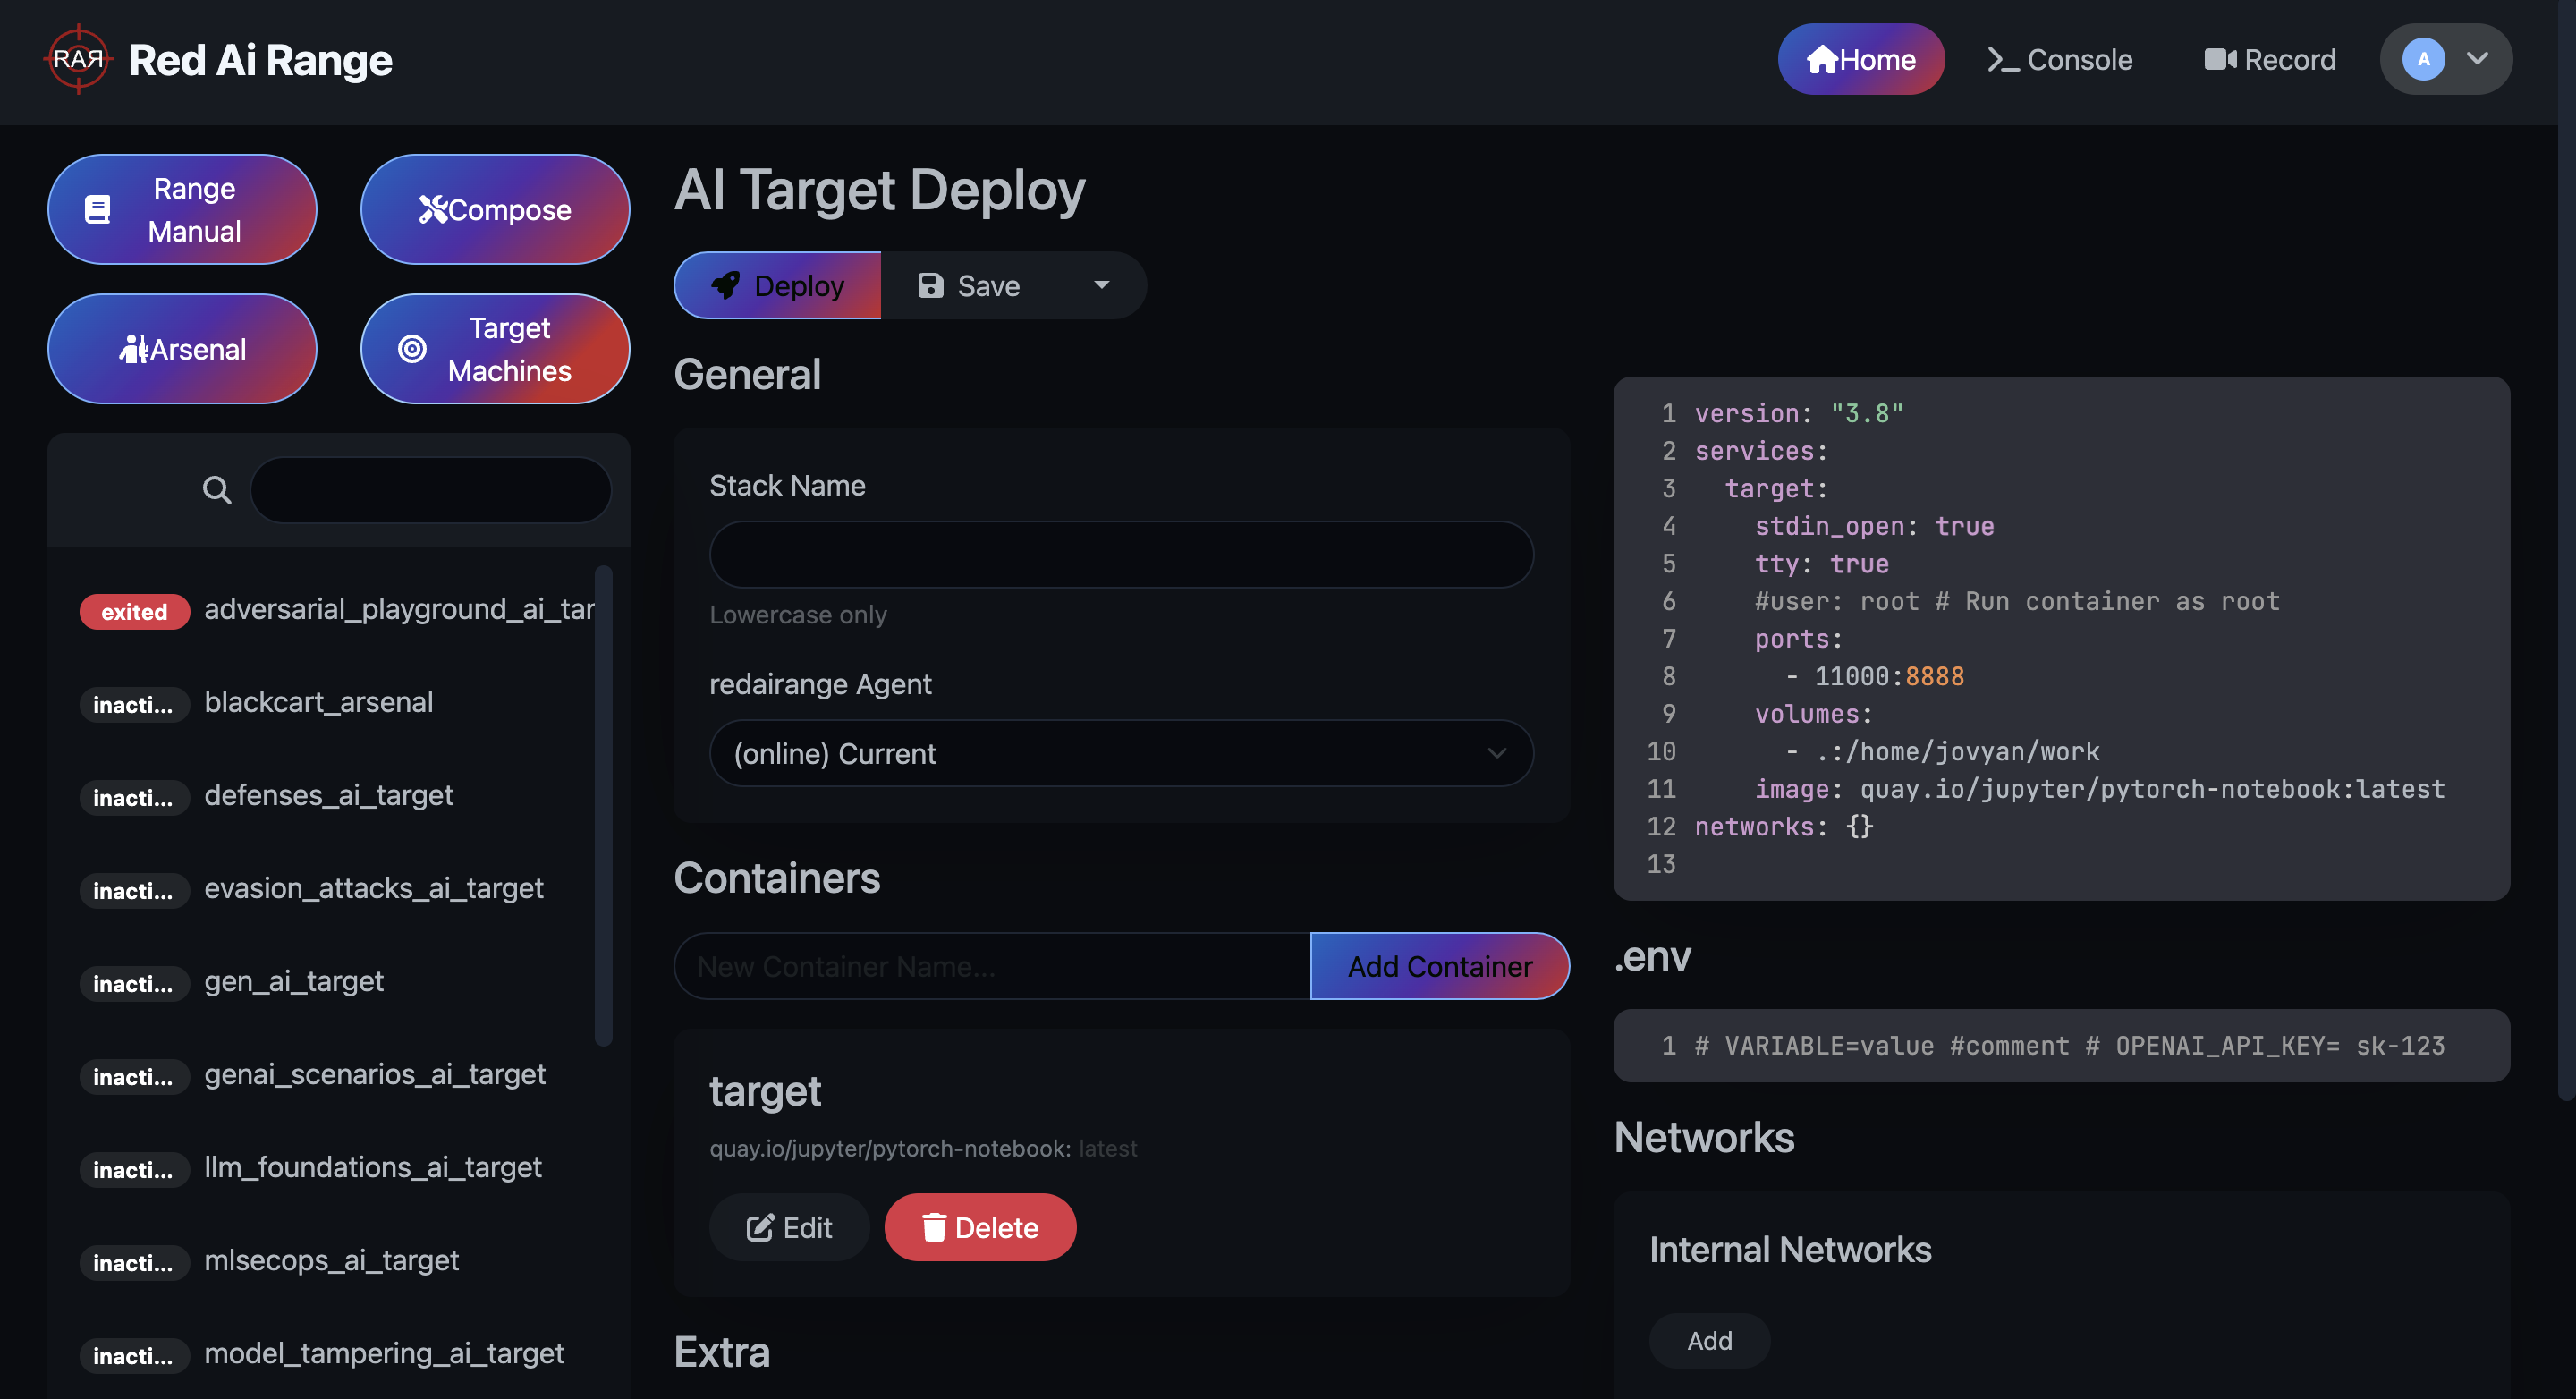 RAR Red Ai Range
Home
Console
Record
A
Range
Manual
Compose
Arsenal
Target
Machines
exited adversarial_playground_ai_tar
inacti... blackcart_arsenal
inacti... defenses_ai_target
inacti... evasion_attacks_ai_target
inacti... gen_ai_target
inacti... genai_scenarios_ai_target
inacti... llm_foundations_ai_target
inacti... mlsecops_ai_target
inacti... model_tampering_ai_target
AI Target Deploy
Deploy
Save
General
Stack Name
Lowercase only
redairange Agent
(online) Current
Containers
New Container Name...
Add Container
target
quay.io/jupyter/pytorch-notebook: latest
Edit
Delete
Extra
1 version: "3.8"
2 services:
3   target:
4     stdin_open: true
5     tty: true
6     #user: root # Run container as root
7     ports:
8       - 11000:8888
9     volumes:
10       - .:/home/jovyan/work
11     image: quay.io/jupyter/pytorch-notebook:latest
12 networks: {}
13
.env
1 # VARIABLE=value #comment # OPENAI_API_KEY= sk-123
Networks
Internal Networks
Add